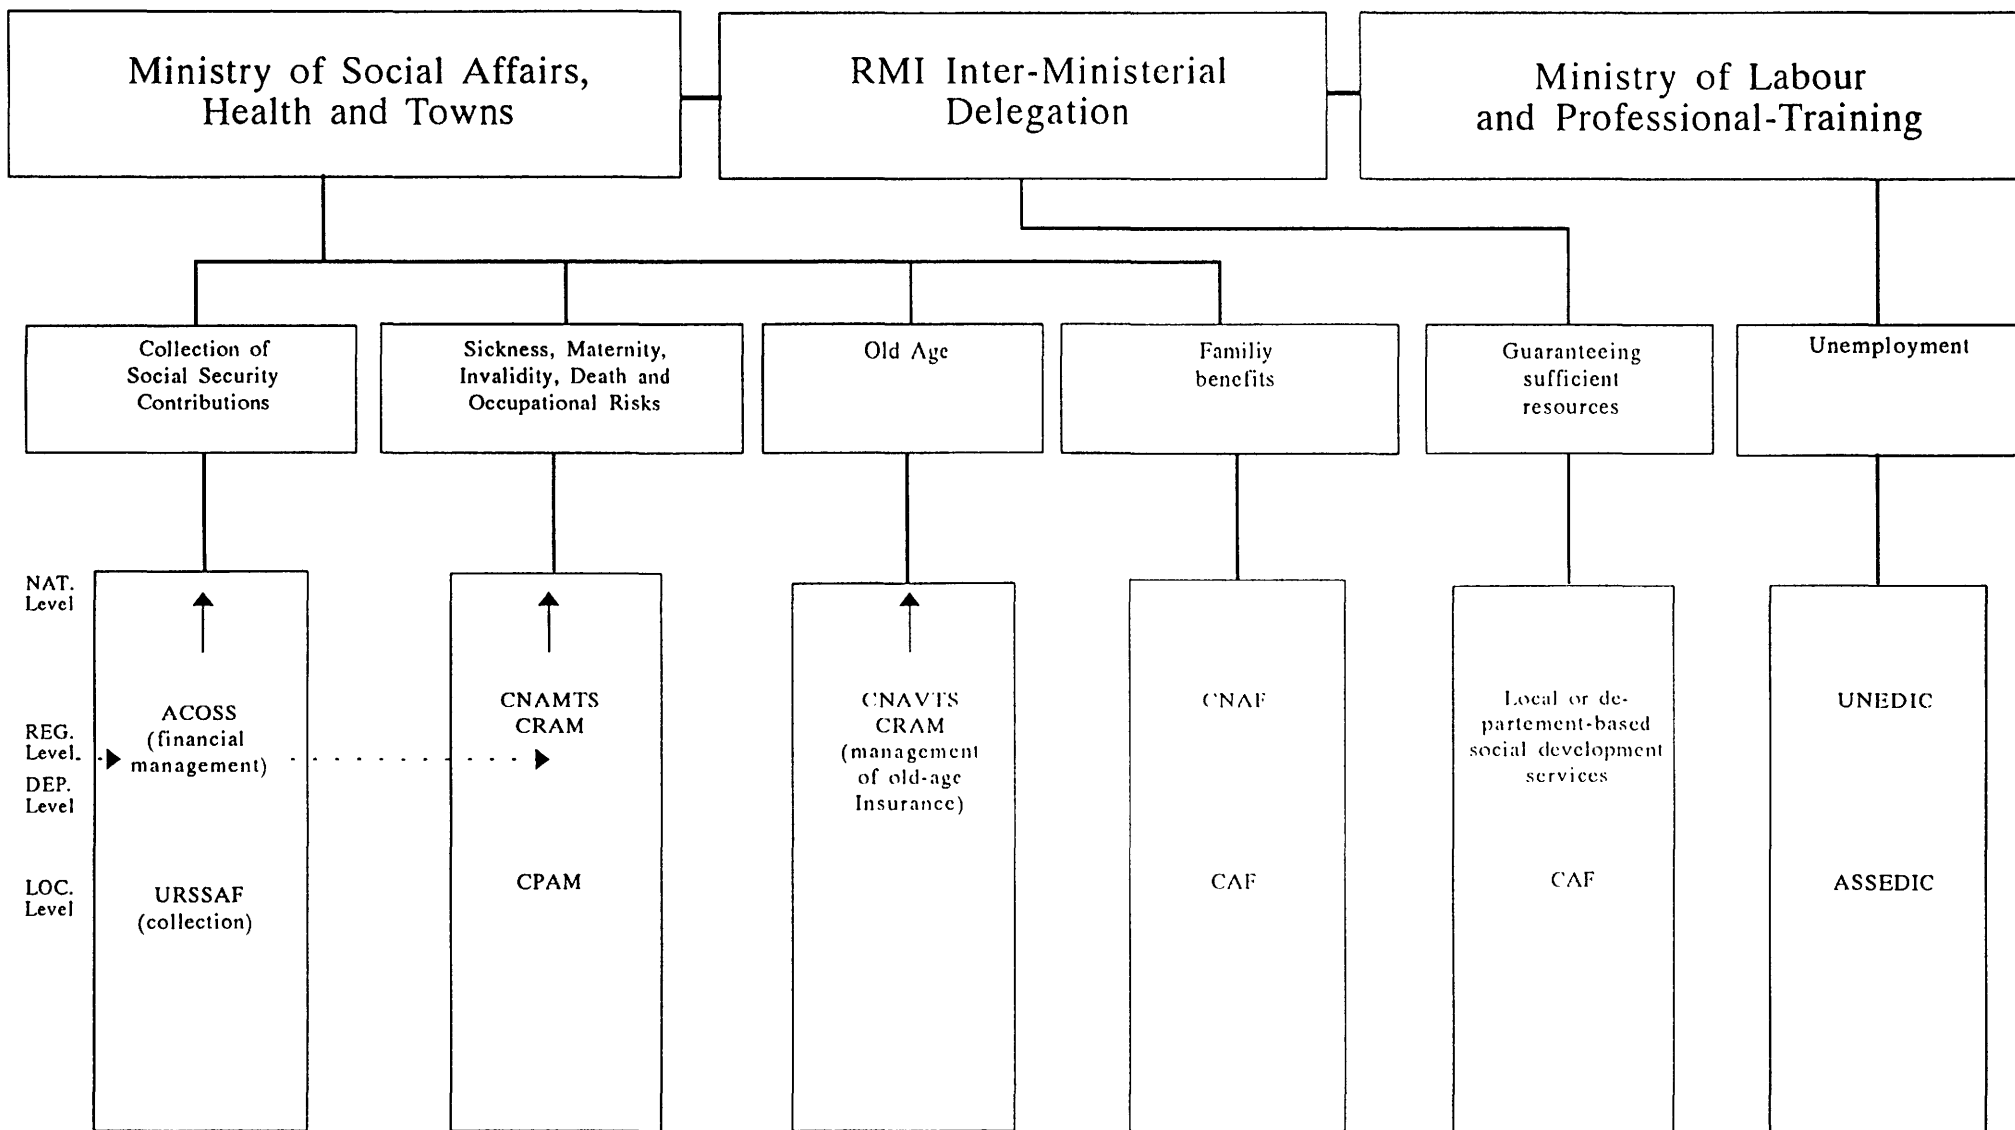 Ministry of Social Affairs,
Health and Towns
RMI Inter-Ministerial
Delegation
Ministry of Labour
and Professional-Training
Collection of
Social Security
Contributions
Sickness, Maternity,
Invalidity, Death and
Occupational Risks
Old Age
Familiy
benefits
Guaranteeing
sufficient
resources
Unemployment
NAT.
Level
REG.
Level.
DEP.
Level
LOC.
Level
ACOSS
(financial
management)
URSSAF
(collection)
CNAMTS
CRAM
CPAM
CNAVTS
CRAM
(management
of old-age
Insurance)
CNAF
CAF
Local or de-
partement-based
social development
services
CAF
UNEDIC
ASSEDIC